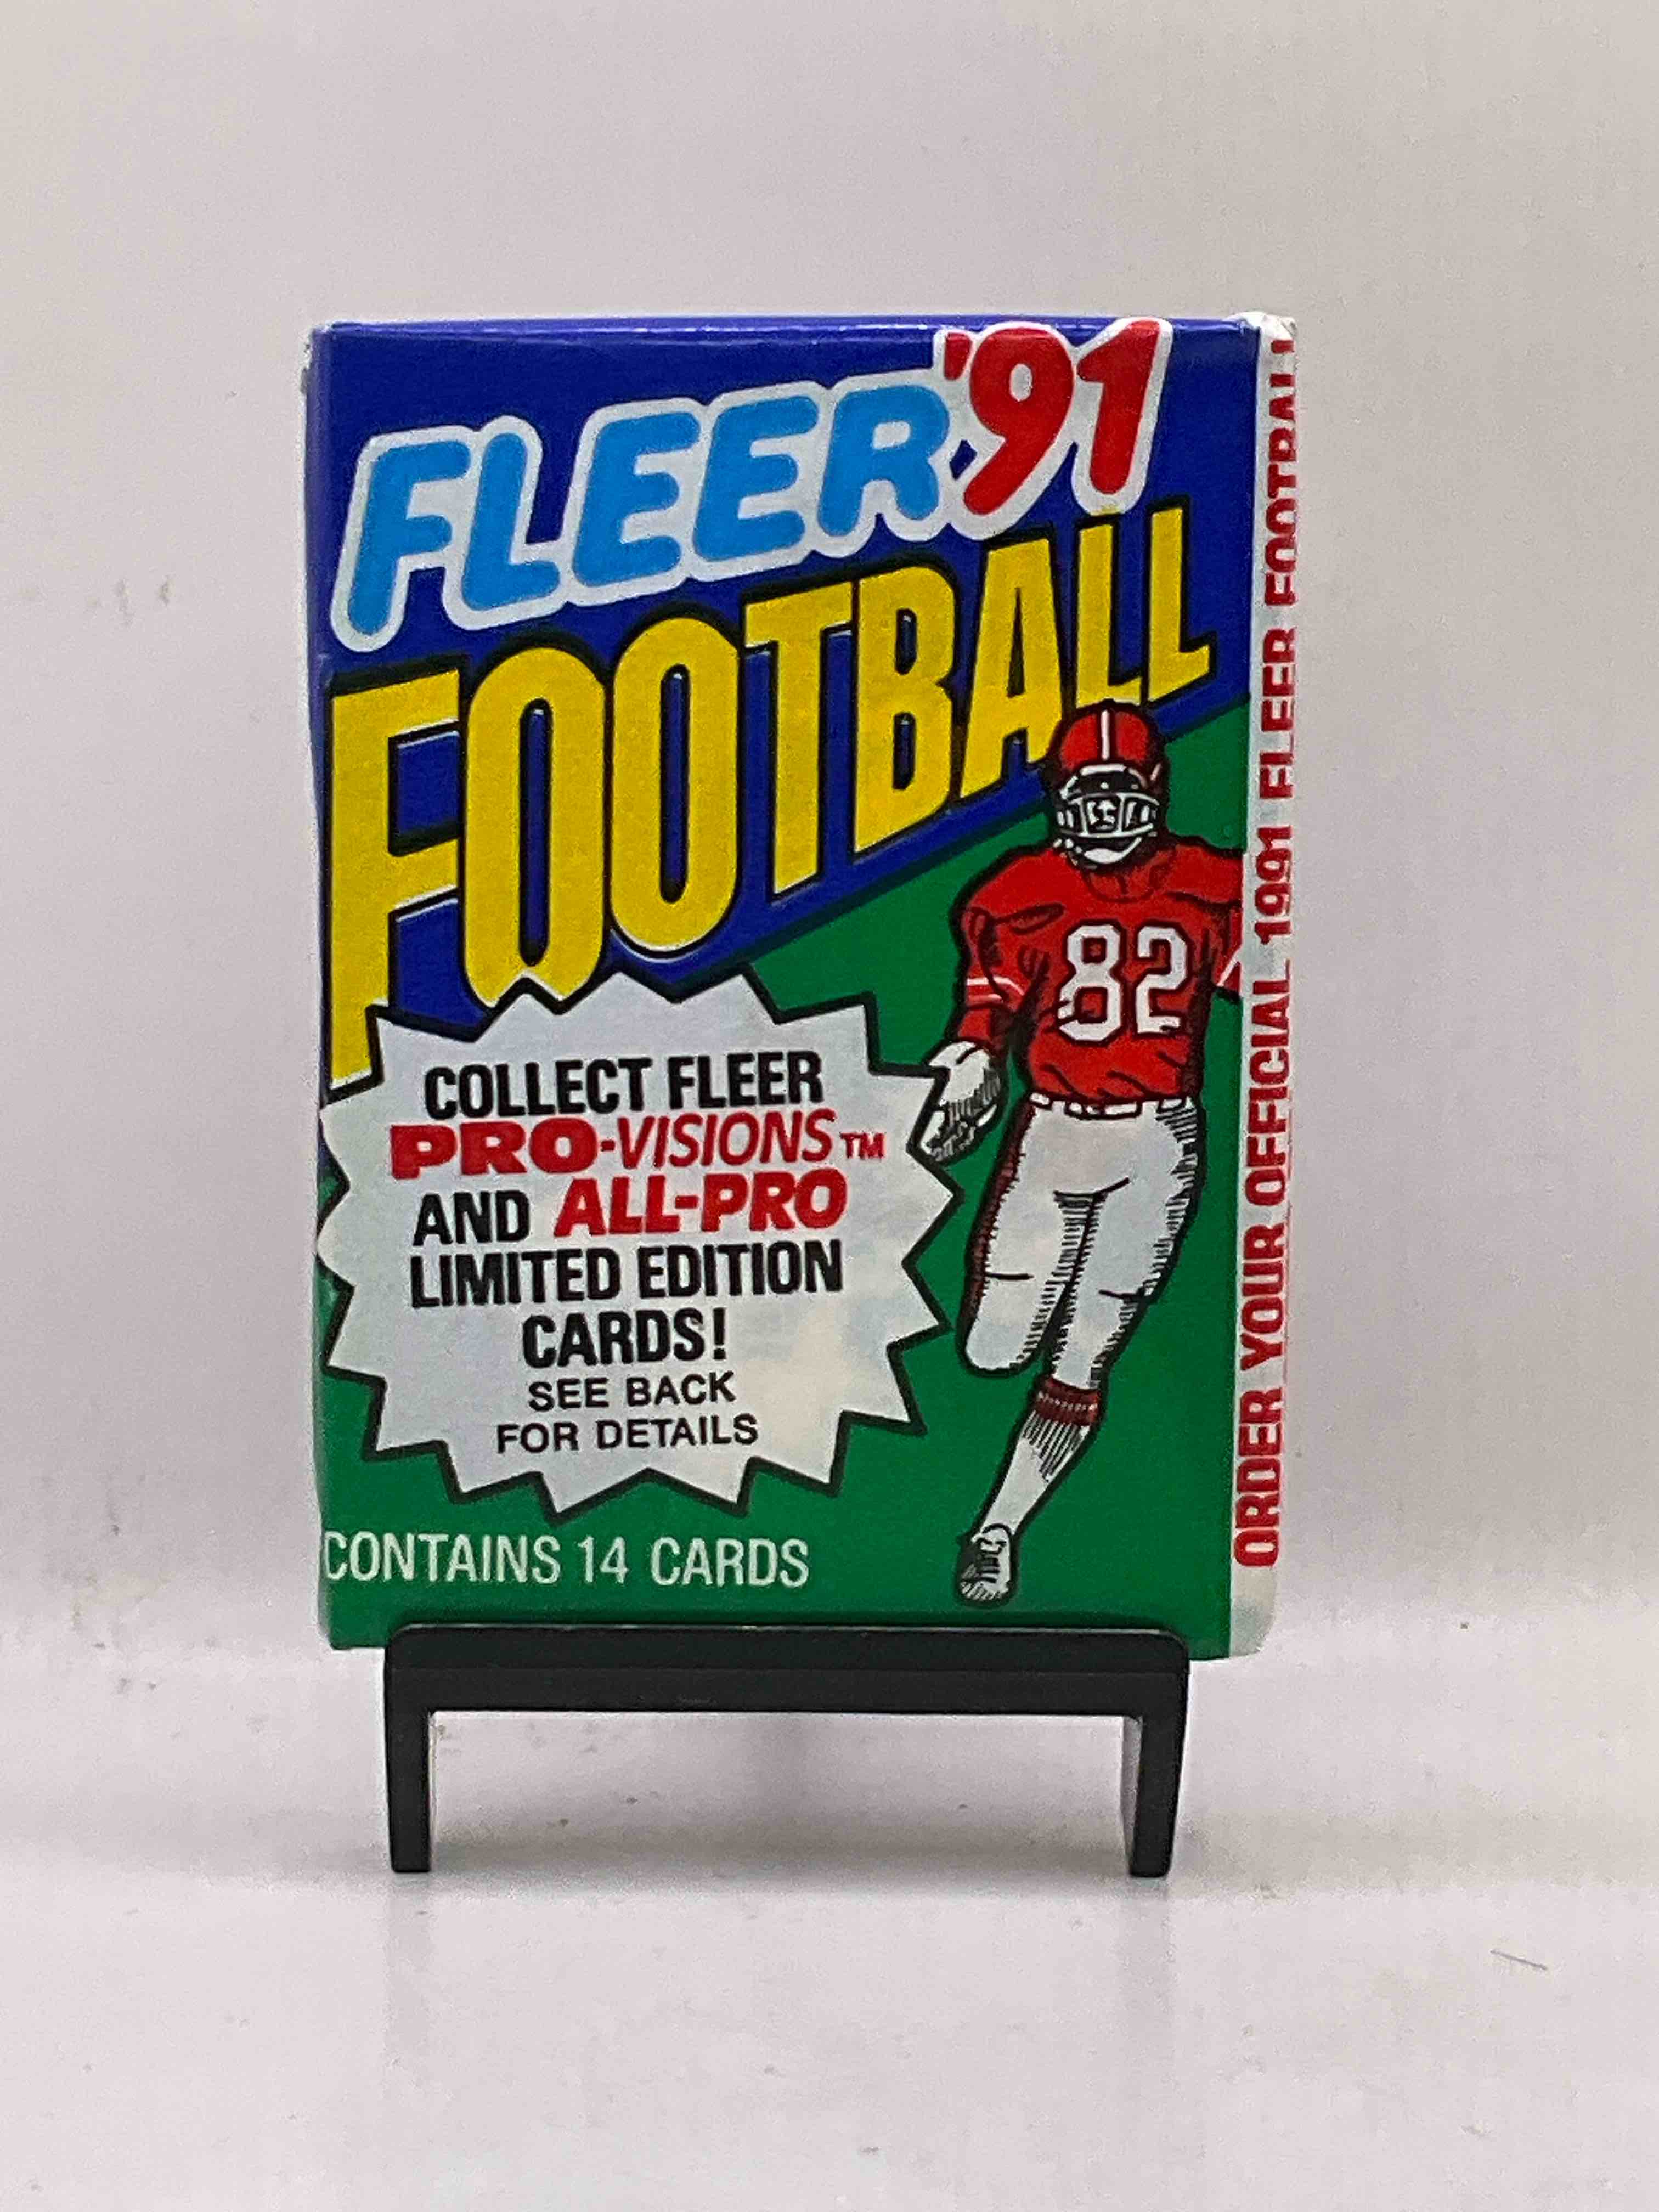 FLEER '91
FOOTBALL
COLLECT FLEER
PRO-VISIONS™
AND ALL-PRO
LIMITED EDITION
CARDS!
SEE BACK
FOR DETAILS
82
CONTAINS 14 CARDS
ORDER YOUR OFFICIAL 1991 FLEER FOOTBALL